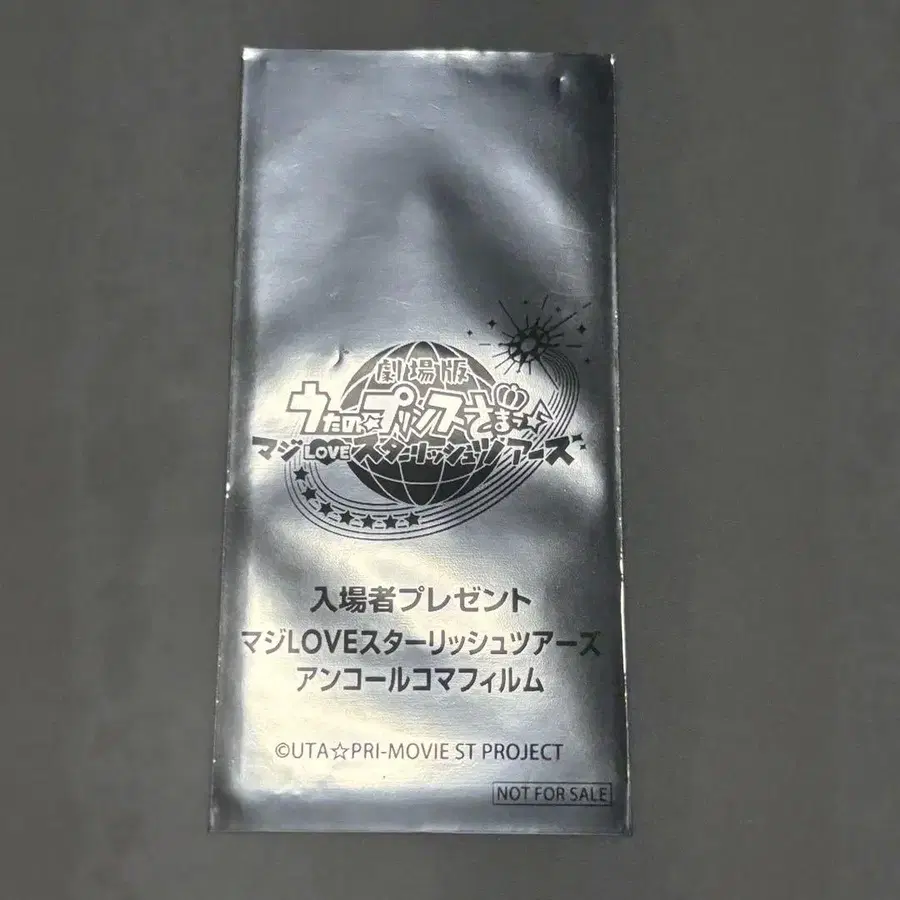 劇場版
うたの☆プリンスさまっ♪
マジLOVEスターリッシュツアーズ
入場者プレゼント
マジLOVEスターリッシュツアーズ
アンコールコマフィルム
©UTA☆PRI-MOVIE ST PROJECT
NOT FOR SALE